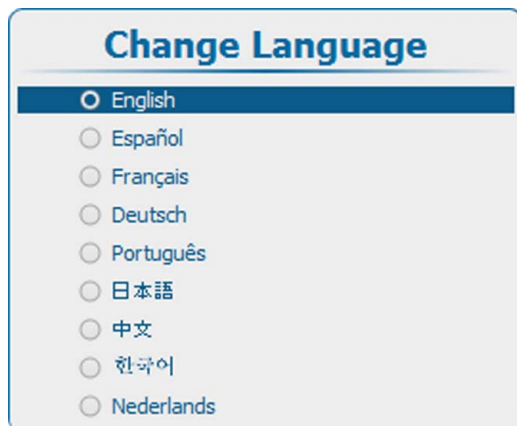 Change Language
English
Español
Français
Deutsch
Português
日本語
中文
한국어
Nederlands